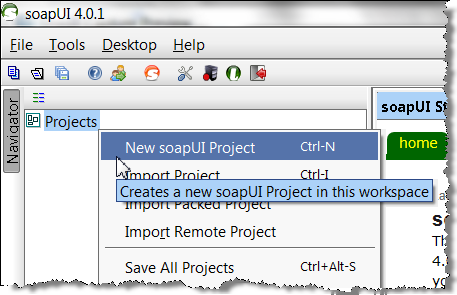 soapUI 4.0.1
File Tools Desktop Help
Navigator
Projects
soapUI St
New soapUI Project Ctrl-N
home
Import Project Ctrl-I
Creates a new soapUI Project in this workspace
Import Packed Project
Import Remote Project
Th
4.
Save All Projects Ctrl+Alt-S